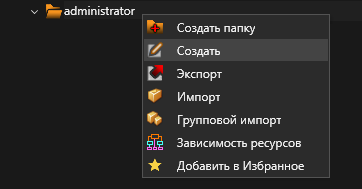 administrator
Создать папку
Создать
Экспорт
Импорт
Групповой импорт
Зависимость ресурсов
Добавить в Избранное